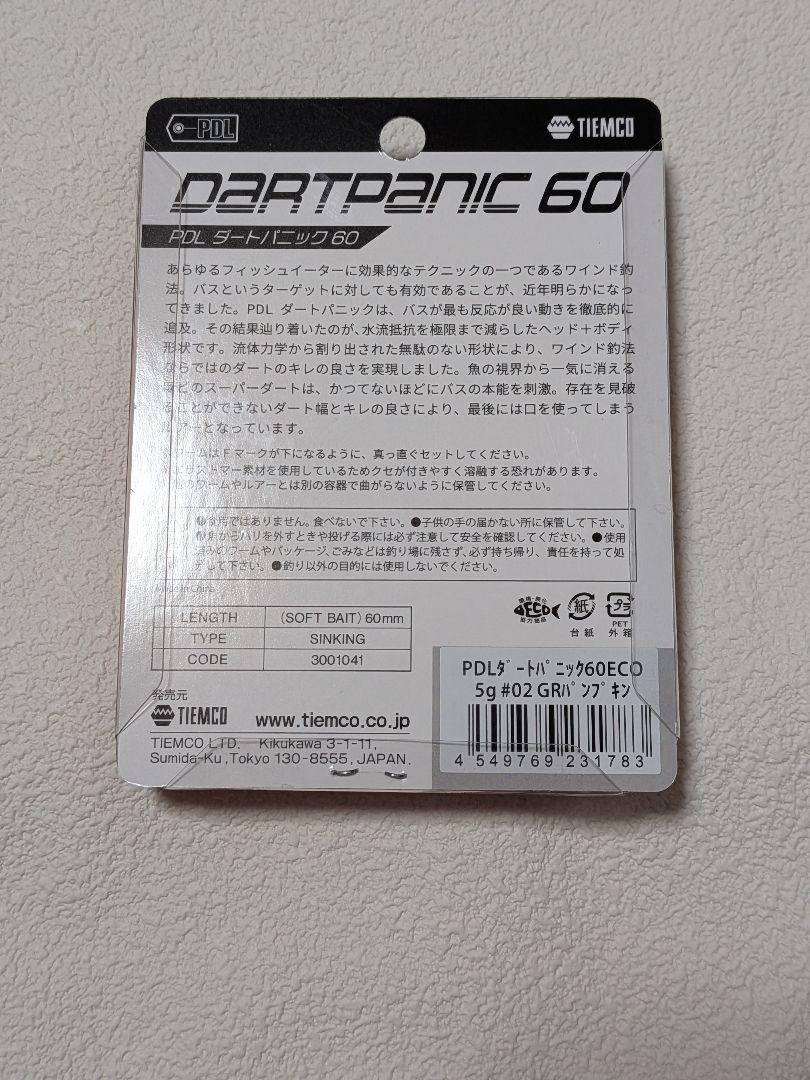 PDL
TIEMCO
DARTPANIC 60
PDL ダートパニック 60
あらゆるフィッシュイーターに効果的なテクニックの一つであるワインド釣
法。バスというターゲットに対しても有効であることが、近年明らかになっ
てきました。PDL ダートパニックは、バスが最も反応が良い動きを徹底的に
追及。その結果辿り着いたのが、水流抵抗を極限まで減らしたヘッド＋ボディ
形状です。流体力学から割り出された無駄のない形状により、ワインド釣法
ならではのダートのキレの良さを実現しました。魚の視界から一気に消える
ほどのスーパーダートは、かつてないほどにバスの本能を刺激。存在を見破
ることができないダート幅とキレの良さにより、最後には口を使ってしまう
ルアーとなっています。
※ワームはFマークが下になるように、真っ直ぐセットしてください。
※エラストマー素材を使用しているためクセが付きやすく溶融する恐れがあります。
他のワームやルアーとは別の容器で曲がらないように保管してください。
●食用ではありません。食べないで下さい。●子供の手の届かない所に保管して下さい。
●魚からハリを外すときや投げる際には必ず注意して安全を確認してください。●使用
済みのワームやパッケージ、ごみなどは釣り場に残さず、必ず持ち帰り、責任を持って処
分して下さい。●釣り以外の目的には使用しないでください。
Made in China
LENGTH (SOFT BAIT) 60mm
TYPE SINKING
CODE 3001041
環境・美化
ECO
協力商品
紙
台紙
プラ
PET
外箱
発売元
TIEMCO www.tiemco.co.jp
TIEMCO LTD. Kikukawa 3-1-11,
Sumida-Ku, Tokyo 130-8555, JAPAN.
PDLﾀﾞｰﾄﾊﾟﾆｯｸ60ECO
5g #02 GRﾊﾟﾝﾌﾟｷﾝ
4 549769 231783